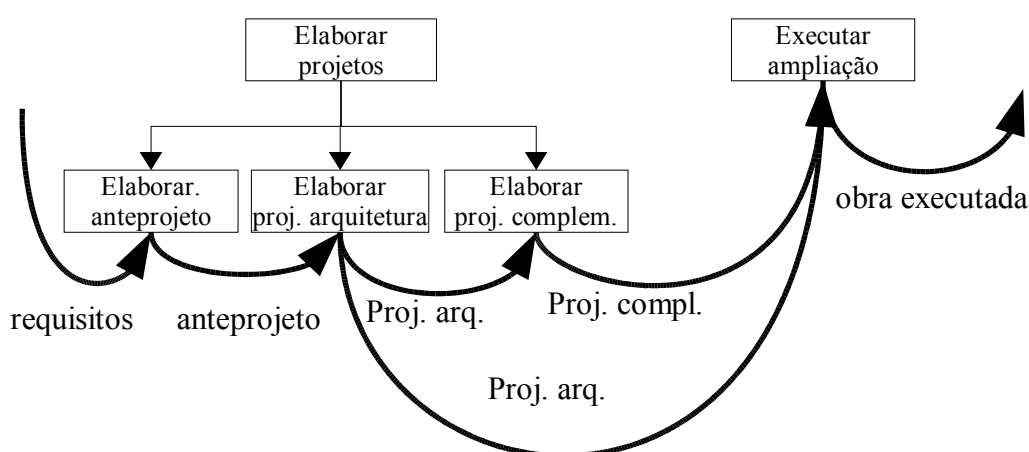 Elaborar
projetos
Executar
ampliação
Elaborar.
anteprojeto
Elaborar
proj. arquitetura
Elaborar
proj. complem.
obra executada
requisitos
anteprojeto
Proj. arq.
Proj. compl.
Proj. arq.